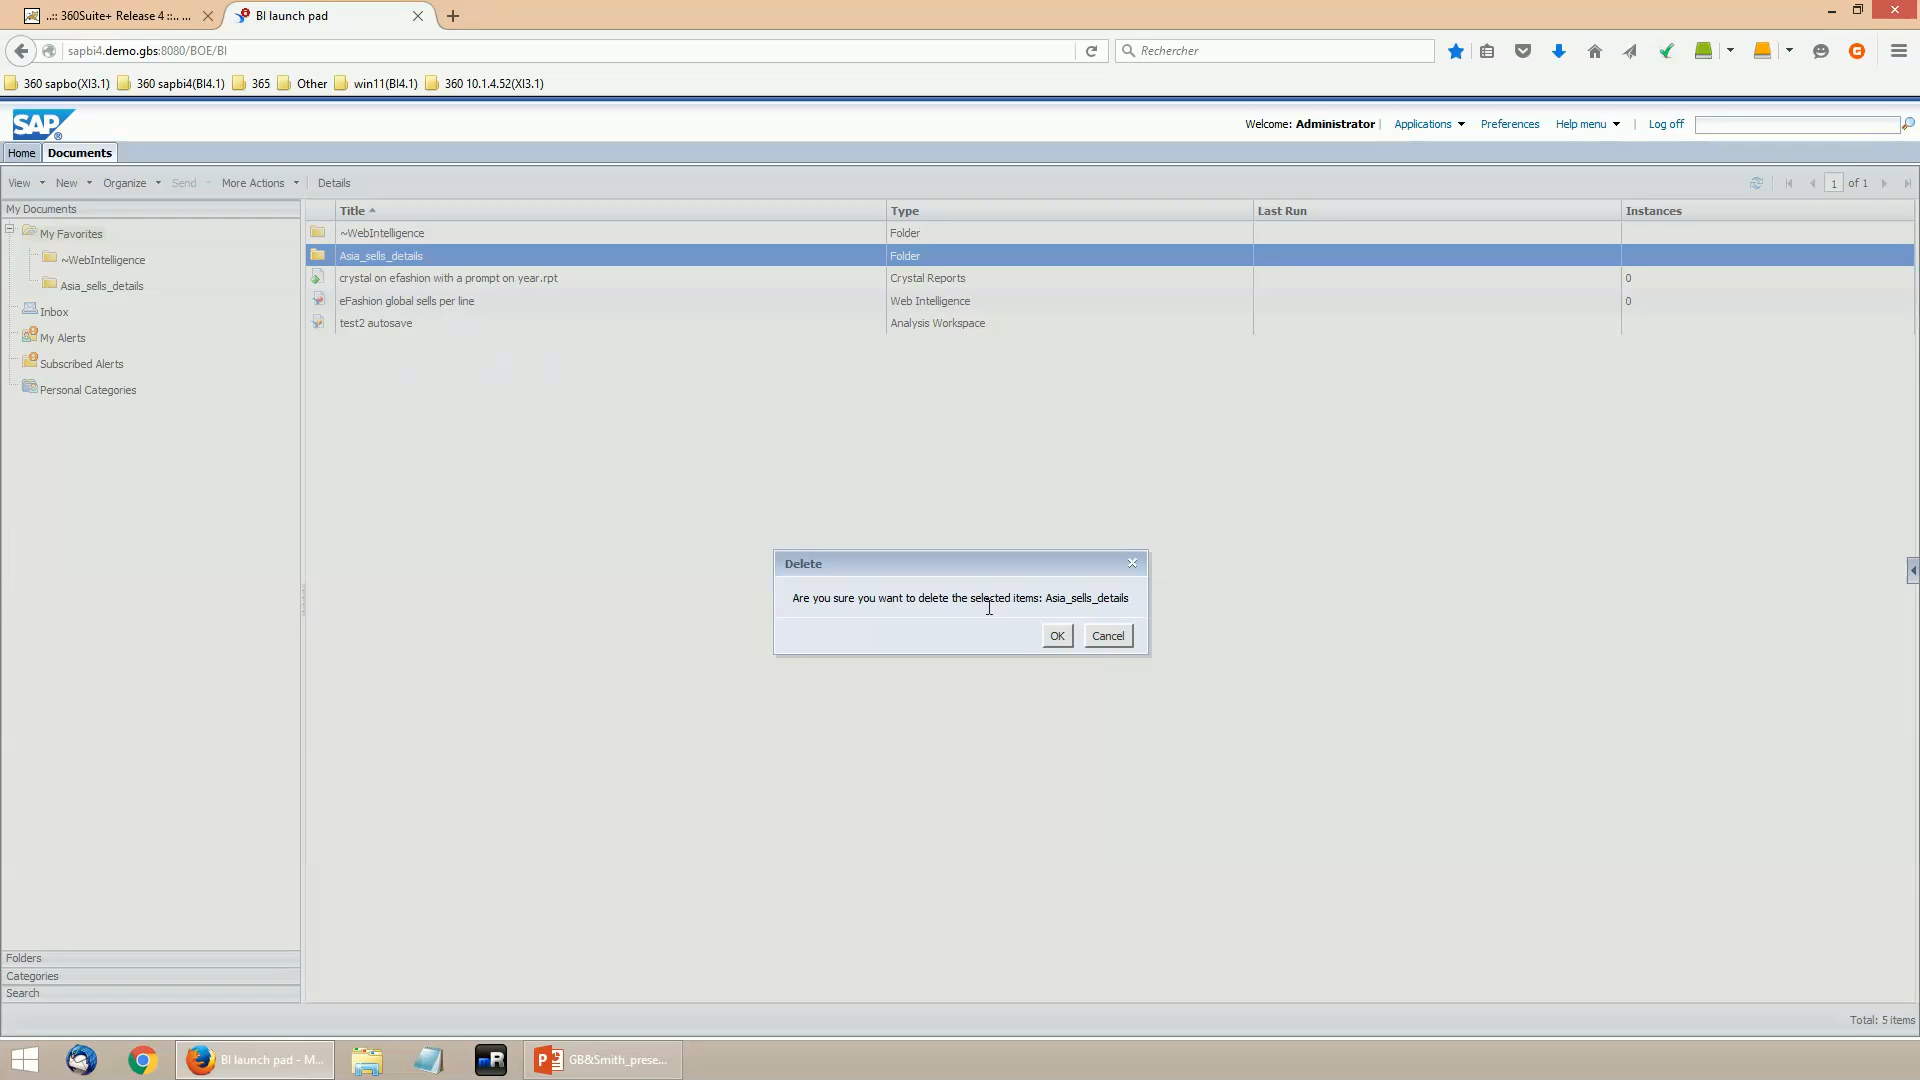 ..:: 360Suite+ Release 4 ::.. ...
BI launch pad
sapbi4.demo.gbs:8080/BOE/BI
Rechercher
360 sapbo(XI3.1)
360 sapbi4(BI4.1)
365
Other
win11(BI4.1)
360 10.1.4.52(XI3.1)
SAP
Welcome: Administrator
Applications
Preferences
Help menu
Log off
Home
Documents
View
New
Organize
Send
More Actions
Details
1 of 1
My Documents
My Favorites
~WebIntelligence
Asia_sells_details
Inbox
My Alerts
Subscribed Alerts
Personal Categories
Title Type Last Run Instances
~WebIntelligence Folder
Asia_sells_details Folder
crystal on efashion with a prompt on year.rpt Crystal Reports 0
eFashion global sells per line Web Intelligence 0
test2 autosave Analysis Workspace
Delete
Are you sure you want to delete the selected items: Asia_sells_details
OK
Cancel
Folders
Categories
Search
Total: 5 items
BI launch pad - M...
GB&Smith_prese...